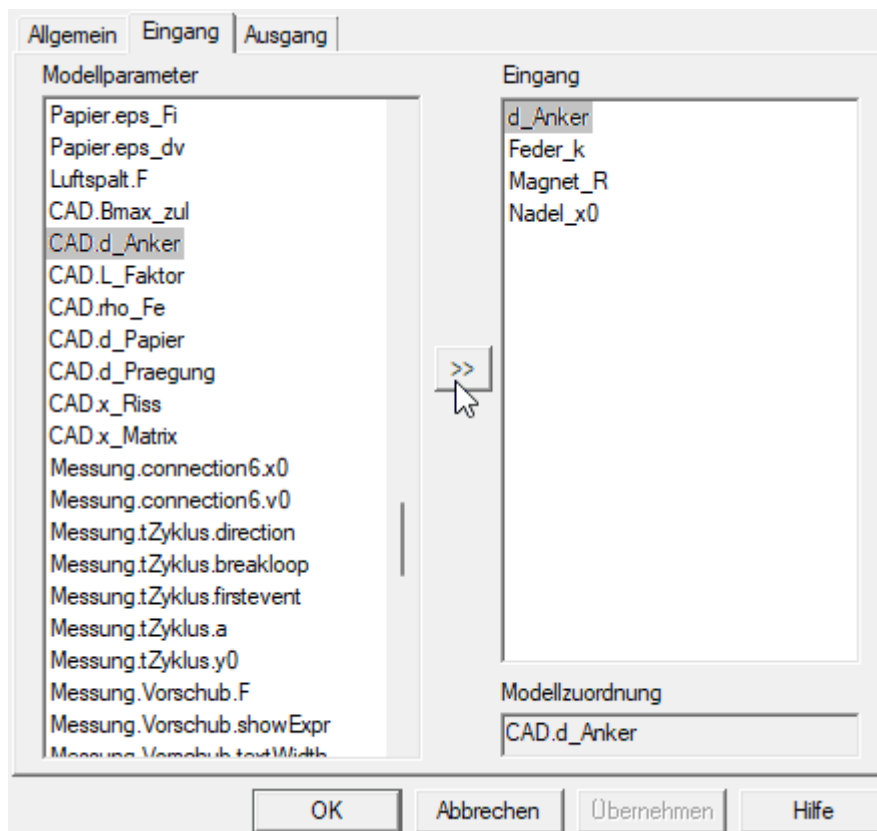 Allgemein Eingang Ausgang
Modellparameter
Papier.eps_Fi
Papier.eps_dv
Luftspalt.F
CAD.Bmax_zul
CAD.d_Anker
CAD.L_Faktor
CAD.rho_Fe
CAD.d_Papier
CAD.d_Praegung
CAD.x_Riss
CAD.x_Matrix
Messung.connection6.x0
Messung.connection6.v0
Messung.tZyklus.direction
Messung.tZyklus.breakloop
Messung.tZyklus.firstevent
Messung.tZyklus.a
Messung.tZyklus.y0
Messung.Vorschub.F
Messung.Vorschub.showExpr
Messung.Vorschub.textWidth
>>
Eingang
d_Anker
Feder_k
Magnet_R
Nadel_x0
Modellzuordnung
CAD.d_Anker
OK Abbrechen Übernehmen Hilfe